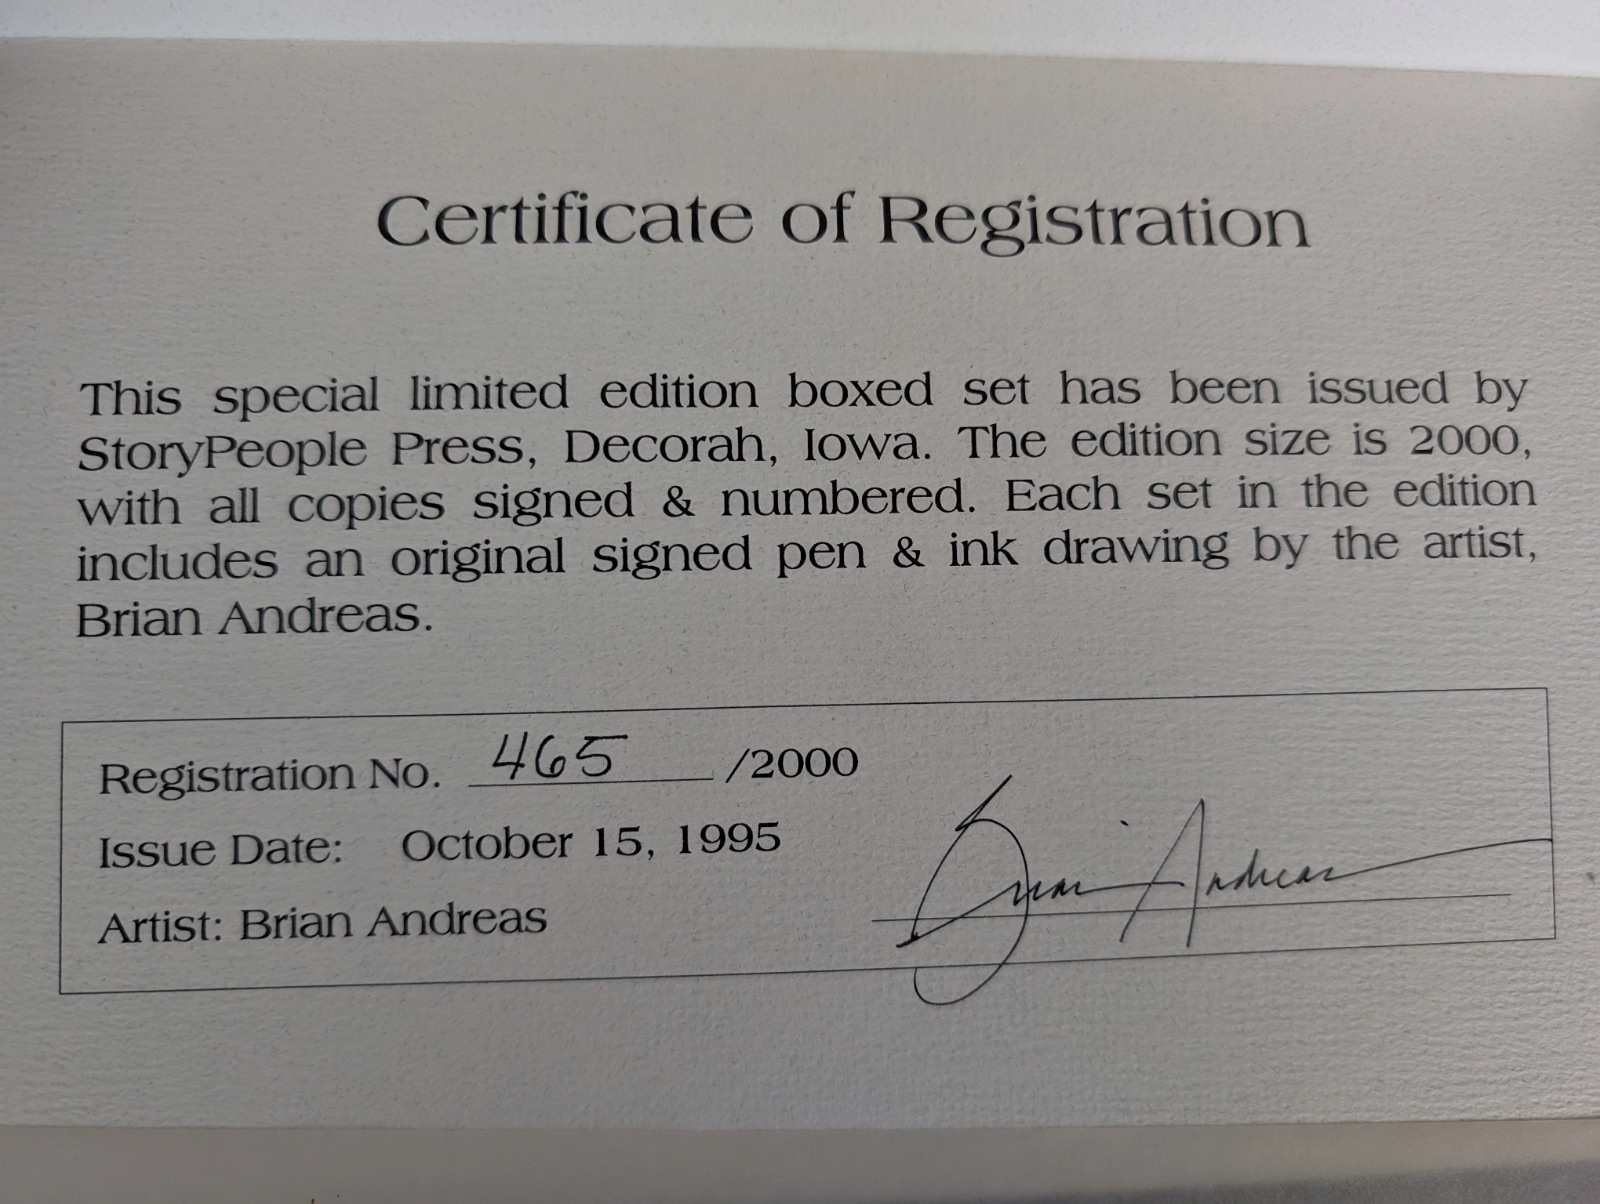 Certificate of Registration
This special limited edition boxed set has been issued by
StoryPeople Press, Decorah, Iowa. The edition size is 2000,
with all copies signed & numbered. Each set in the edition
includes an original signed pen & ink drawing by the artist,
Brian Andreas.
Registration No. 465 /2000
Issue Date: October 15, 1995
Artist: Brian Andreas
Brian Andreas